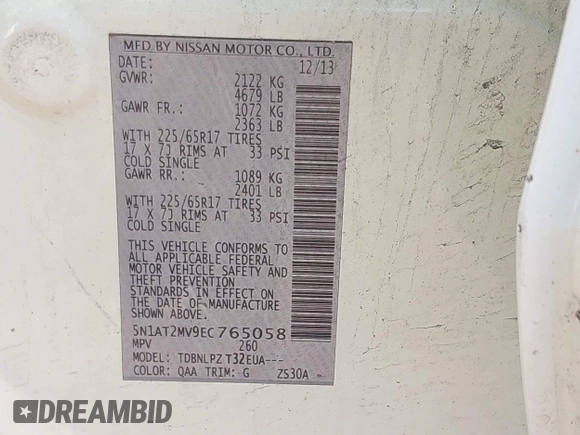 MFD BY NISSAN MOTOR CO., LTD.
DATE: 12/13
GVWR: 2122 KG
4679 LB
GAWR FR.: 1072 KG
2363 LB
WITH 225/65R17 TIRES
17 X 7J RIMS AT 33 PSI
COLD SINGLE
GAWR RR.: 1089 KG
2401 LB
WITH 225/65R17 TIRES
17 X 7J RIMS AT 33 PSI
COLD SINGLE
THIS VEHICLE CONFORMS TO
ALL APPLICABLE FEDERAL
MOTOR VEHICLE SAFETY AND
THEFT PREVENTION
STANDARDS IN EFFECT ON
THE DATE OF MANUFACTURE
SHOWN ABOVE.
5N1AT2MV9EC765058
MPV 260
MODEL: TDBNLPZ T32EUA---
COLOR: QAA TRIM: G ZS30A -
DREAMBID